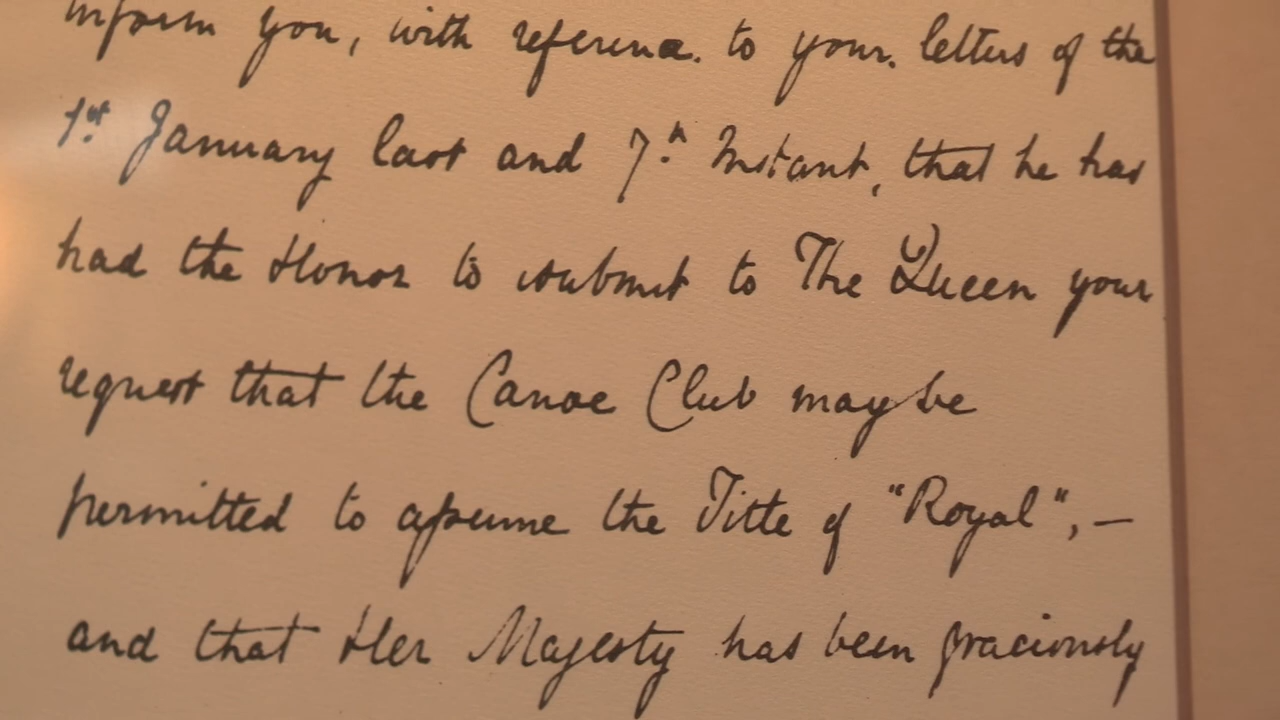 inform you, with reference. to your. letters of the
1st January last and 7.th Instant, that he has
had the Honor to submit to The Queen your
request that the Canoe Club may be
permitted to assume the Title of "Royal", —
and that Her Majesty has been graciously